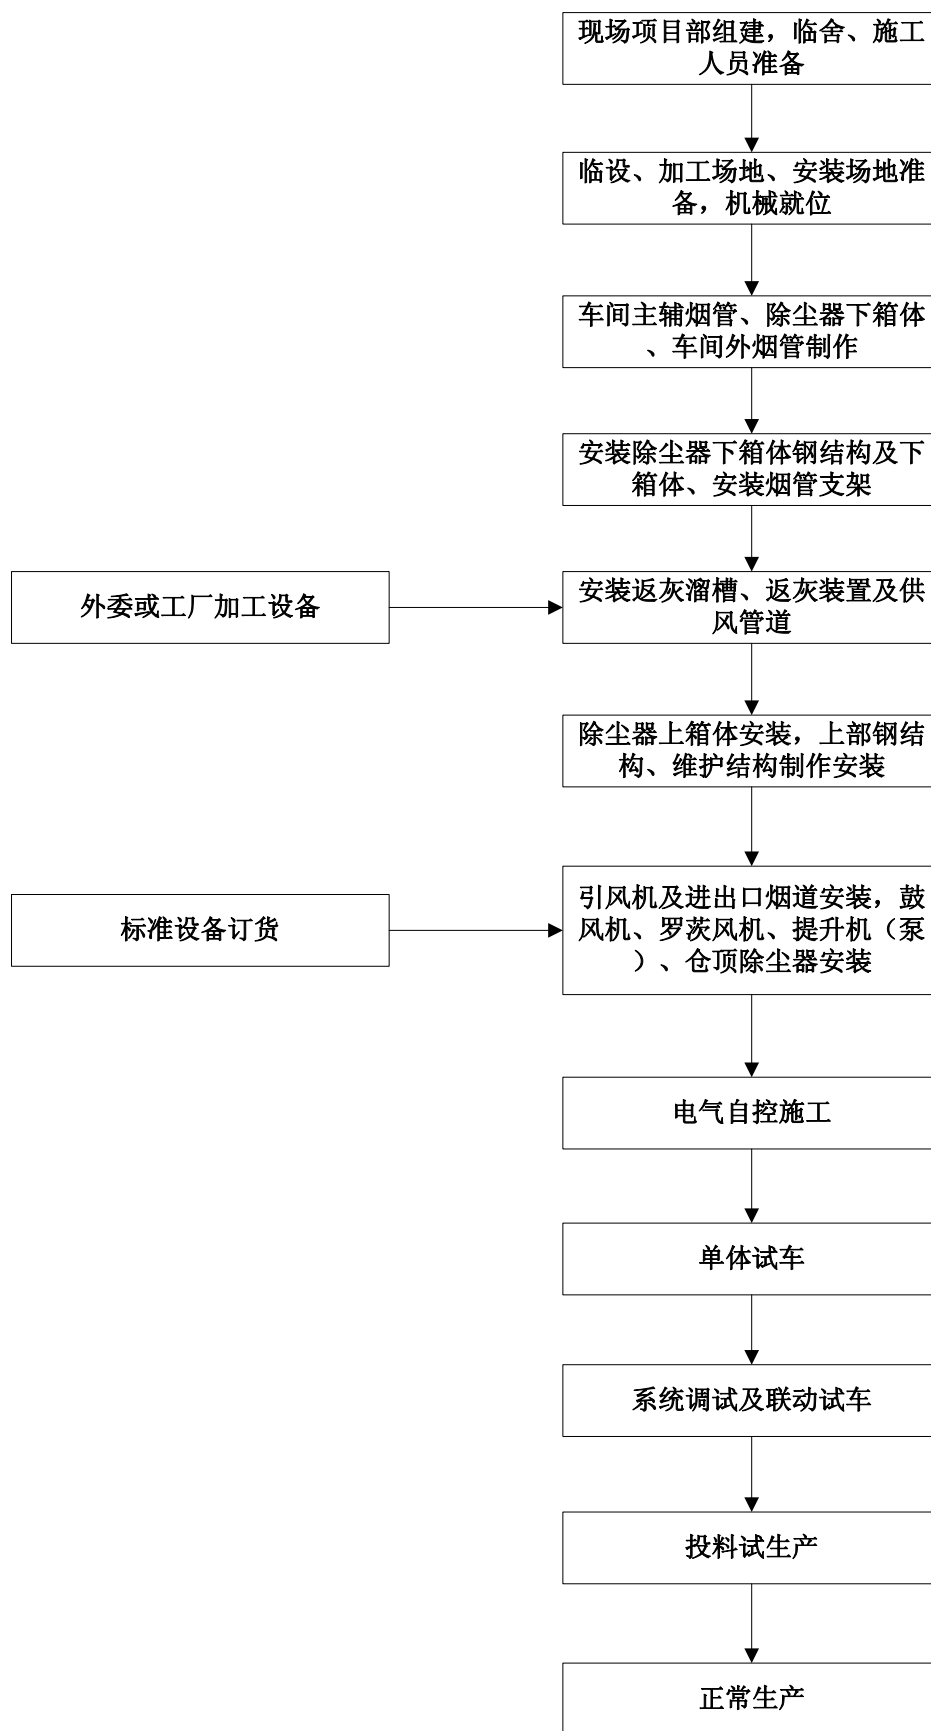 现场项目部组建，临舍、施工
人员准备
临设、加工场地、安装场地准
备，机械就位
车间主辅烟管、除尘器下箱体
、车间外烟管制作
安装除尘器下箱体钢结构及下
箱体、安装烟管支架
外委或工厂加工设备
安装返灰溜槽、返灰装置及供
风管道
除尘器上箱体安装，上部钢结
构、维护结构制作安装
标准设备订货
引风机及进出口烟道安装，鼓
风机、罗茨风机、提升机（泵
）、仓顶除尘器安装
电气自控施工
单体试车
系统调试及联动试车
投料试生产
正常生产